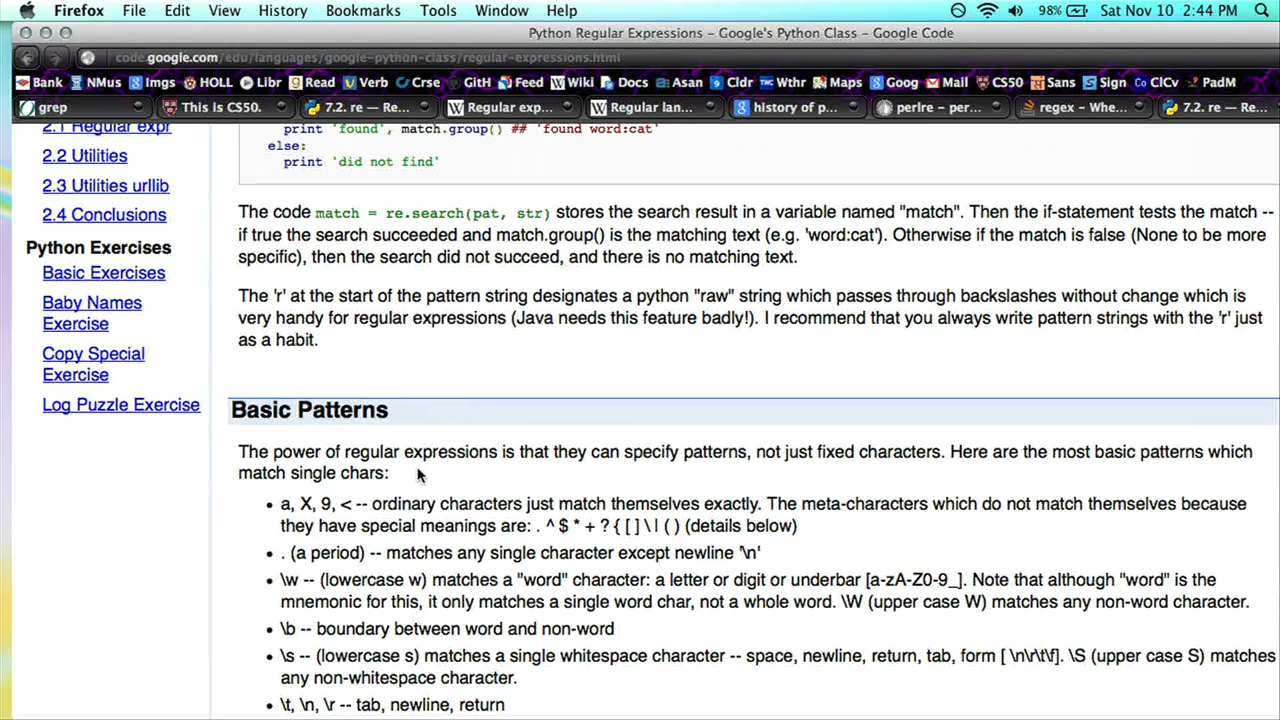 Firefox File Edit View History Bookmarks Tools Window Help 98% Sat Nov 10 2:44 PM
Python Regular Expressions – Google's Python Class – Google Code
code.google.com/edu/languages/google-python-class/regular-expressions.html
Bank NMus Imgs HOLL Libr Read Verb Crse GitH Feed Wiki Docs Asan Cldr Wthr Maps Goog Mail CS50 Sans Sign ClCv PadM
grep This is CS50. 7.2. re — Re... Regular exp... Regular lan... history of p... perlre - per... regex - Whe... 7.2. re — Re...
2.1 Regular expr
2.2 Utilities
2.3 Utilities urllib
2.4 Conclusions
Python Exercises
Basic Exercises
Baby Names
Exercise
Copy Special
Exercise
Log Puzzle Exercise
print 'found', match.group() ## 'found word:cat'
else:
print 'did not find'
The code match = re.search(pat, str) stores the search result in a variable named "match". Then the if-statement tests the match --
if true the search succeeded and match.group() is the matching text (e.g. 'word:cat'). Otherwise if the match is false (None to be more
specific), then the search did not succeed, and there is no matching text.
The 'r' at the start of the pattern string designates a python "raw" string which passes through backslashes without change which is
very handy for regular expressions (Java needs this feature badly!). I recommend that you always write pattern strings with the 'r' just
as a habit.
Basic Patterns
The power of regular expressions is that they can specify patterns, not just fixed characters. Here are the most basic patterns which
match single chars:
• a, X, 9, < -- ordinary characters just match themselves exactly. The meta-characters which do not match themselves because
they have special meanings are: . ^ $ * + ? { [ ] \ | ( ) (details below)
• . (a period) -- matches any single character except newline '\n'
• \w -- (lowercase w) matches a "word" character: a letter or digit or underbar [a-zA-Z0-9_]. Note that although "word" is the
mnemonic for this, it only matches a single word char, not a whole word. \W (upper case W) matches any non-word character.
• \b -- boundary between word and non-word
• \s -- (lowercase s) matches a single whitespace character -- space, newline, return, tab, form [ \n\r\t\f]. \S (upper case S) matches
any non-whitespace character.
• \t, \n, \r -- tab, newline, return